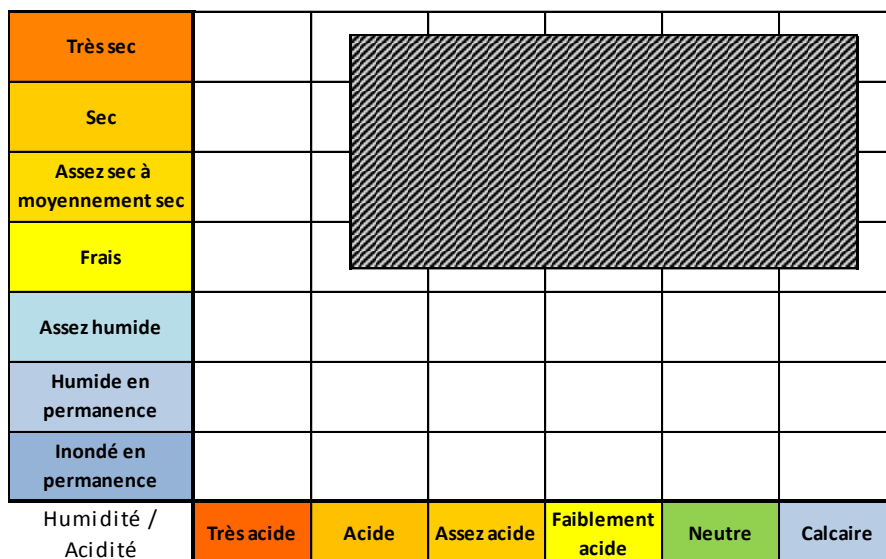 Très sec
Sec
Assez sec à
moyennement sec
Frais
Assez humide
Humide en
permanence
Inondé en
permanence
Humidité /
Acidité
Très acide
Acide
Assez acide
Faiblement
acide
Neutre
Calcaire